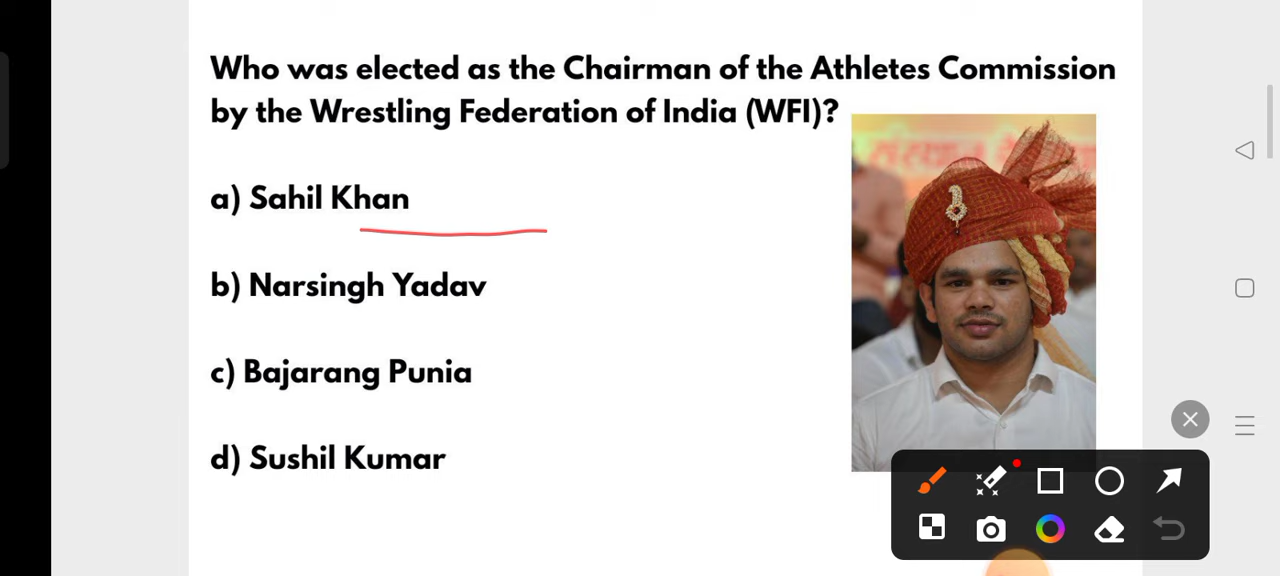 Who was elected as the Chairman of the Athletes Commission
by the Wrestling Federation of India (WFI)?
a) Sahil Khan
b) Narsingh Yadav
c) Bajarang Punia
d) Sushil Kumar